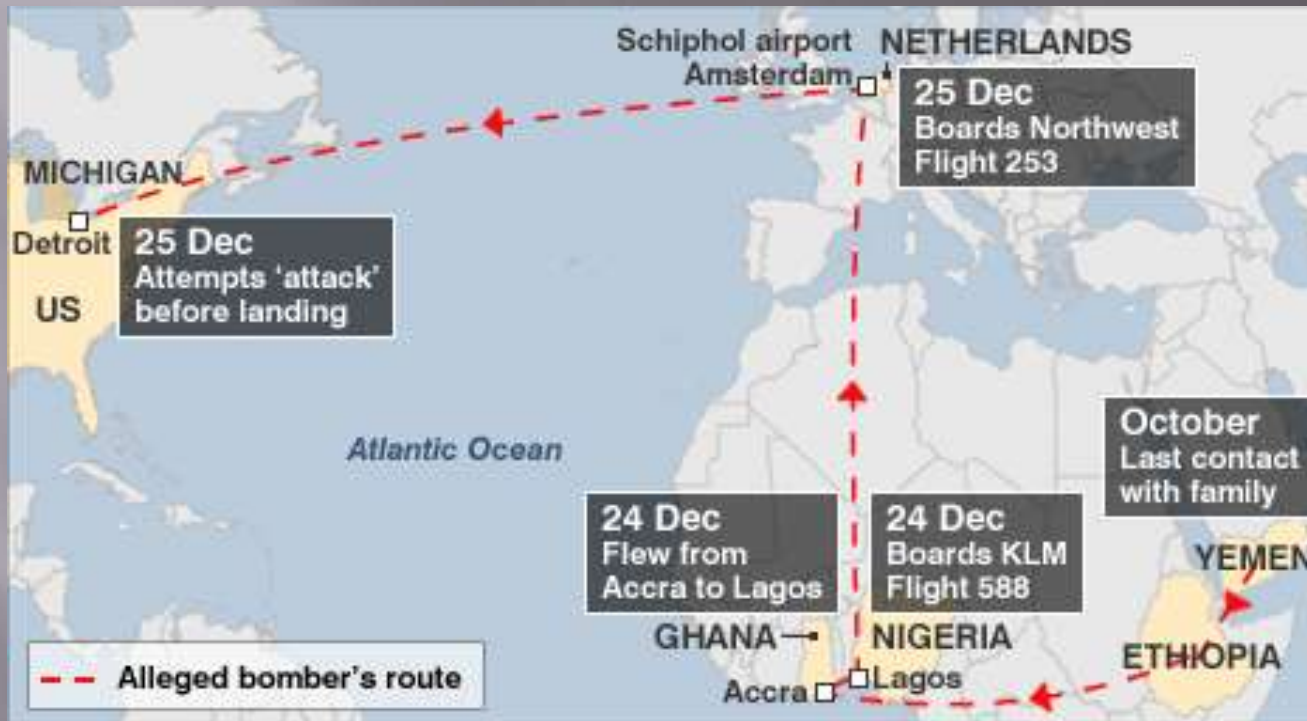 Schiphol airport
Amsterdam
NETHERLANDS
25 Dec
Boards Northwest
Flight 253
MICHIGAN
Detroit
25 Dec
Attempts ‘attack’
before landing
US
Atlantic Ocean
October
Last contact
with family
24 Dec
Flew from
Accra to Lagos
24 Dec
Boards KLM
Flight 588
YEMEN
GHANA
NIGERIA
ETHIOPIA
Accra
Lagos
Alleged bomber’s route